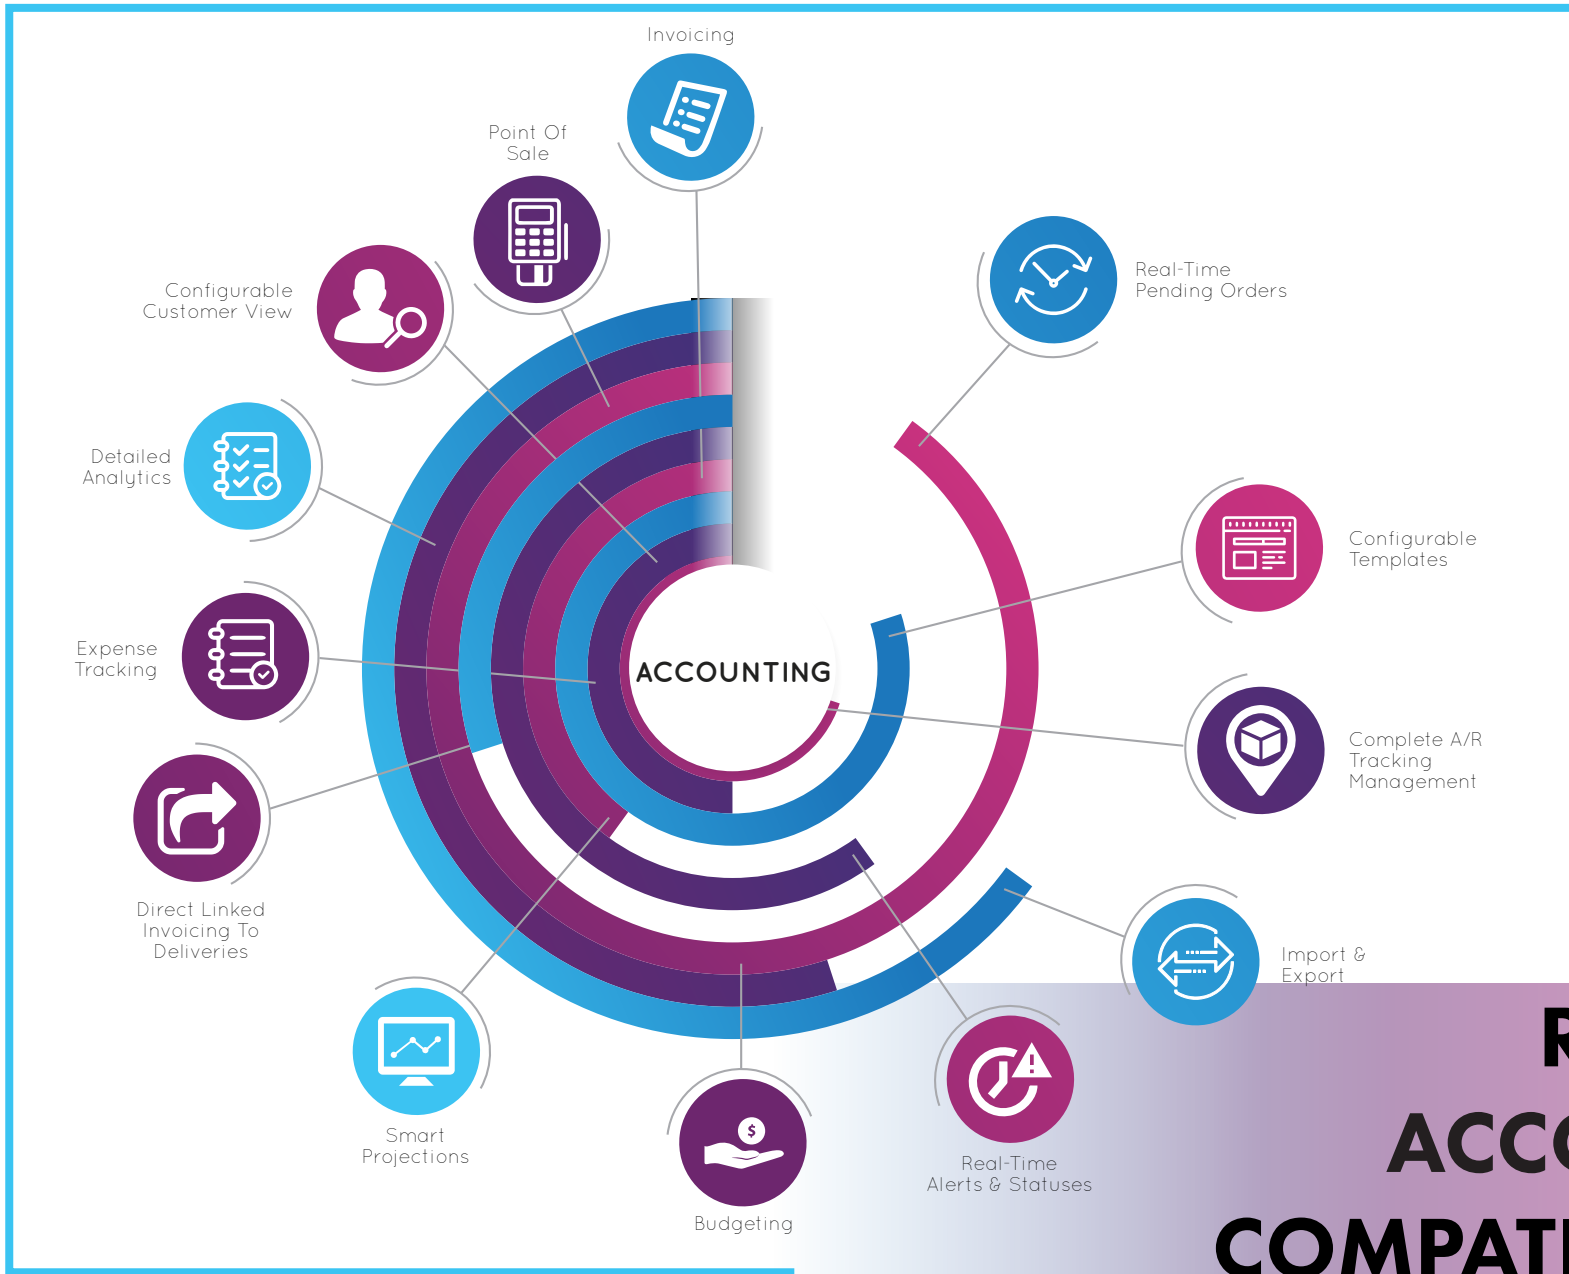 Invoicing
Point Of
Sale
Configurable
Customer View
Real-Time
Pending Orders
Detailed
Analytics
Configurable
Templates
Expense
Tracking
ACCOUNTING
Complete A/R
Tracking
Management
Direct Linked
Invoicing To
Deliveries
Import &
Export
Smart
Projections
$
Budgeting
Real-Time
Alerts & Statuses